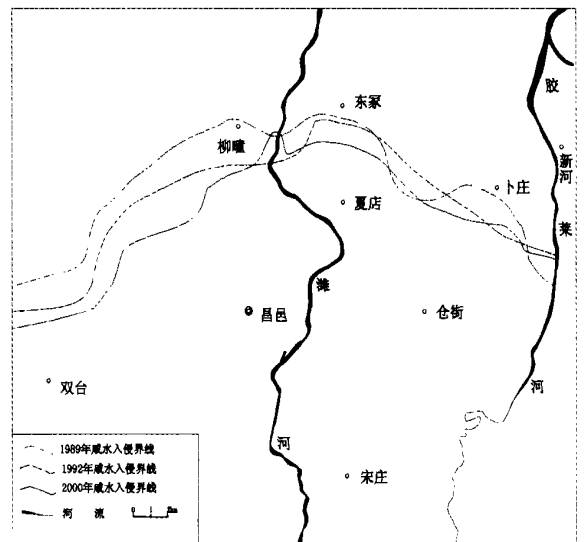 胶
东冢
柳疃
新河
卜庄
夏店
莱
潍
昌邑
仓街
双台
河
河
宋庄
1989年咸水入侵界线
1992年咸水入侵界线
2000年咸水入侵界线
河 流